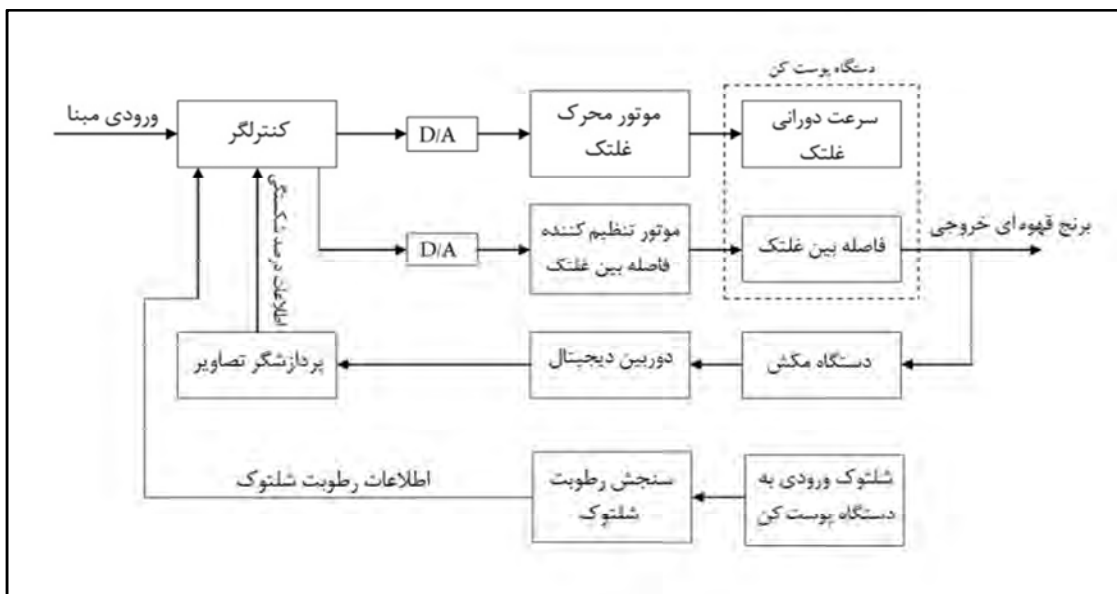 دستگاه پوست کن
ورودی مبنا
کنترلگر
D/A
موتور محرک
غلتک
سرعت دورانی
غلتک
D/A
موتور تنظیم کننده
فاصله بین غلتک
فاصله بین غلتک
برنج قهوه‌ای خروجی
اطلاعات درصد شکستگی
پردازشگر تصاویر
دوربین دیجیتال
دستگاه مکش
اطلاعات رطوبت شلتوک
سنجش رطوبت
شلتوک
شلتوک ورودی به
دستگاه پوست کن